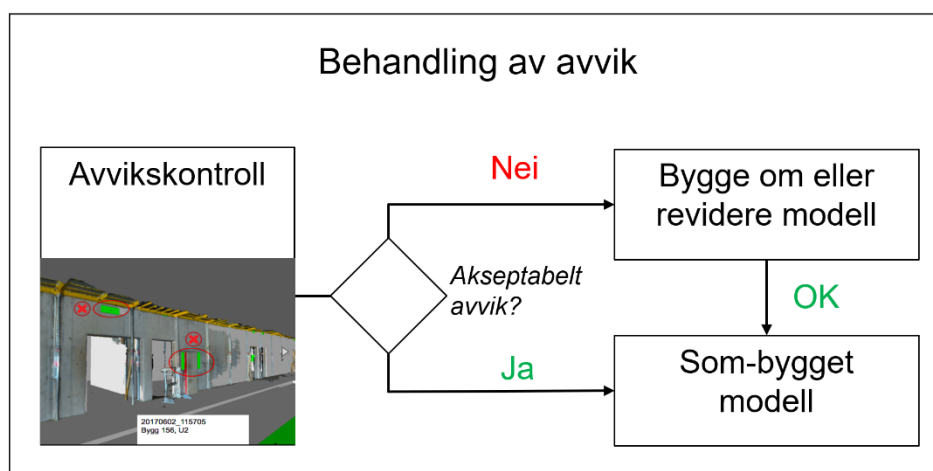 Behandling av avvik
Avvikskontroll
Nei
Bygge om eller
revidere modell
Akseptabelt
avvik?
OK
Ja
Som-bygget
modell
20170602_115705
Bygg 156, U2